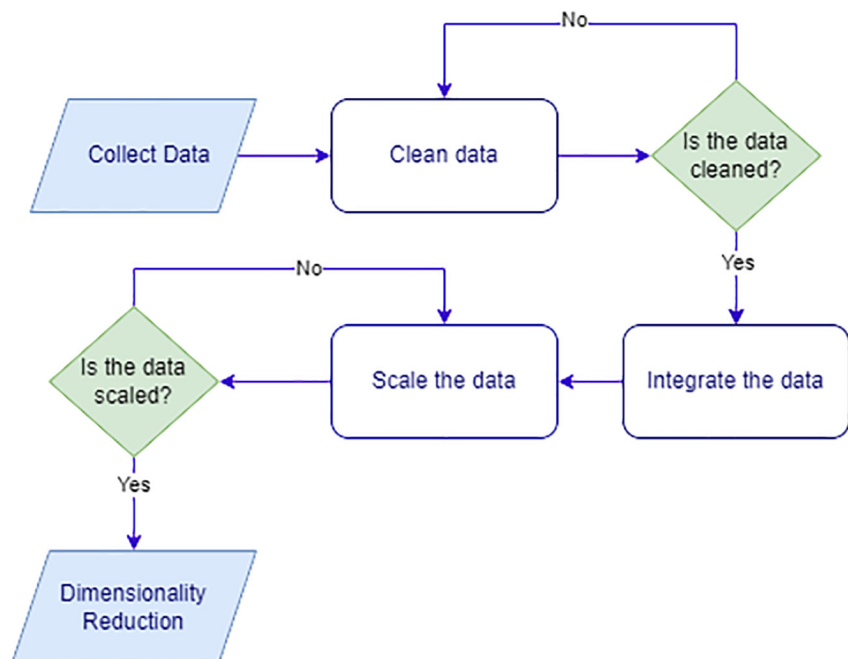 No
Collect Data
Clean data
Is the data
cleaned?
Yes
No
Is the data
scaled?
Scale the data
Integrate the data
Yes
Dimensionality
Reduction